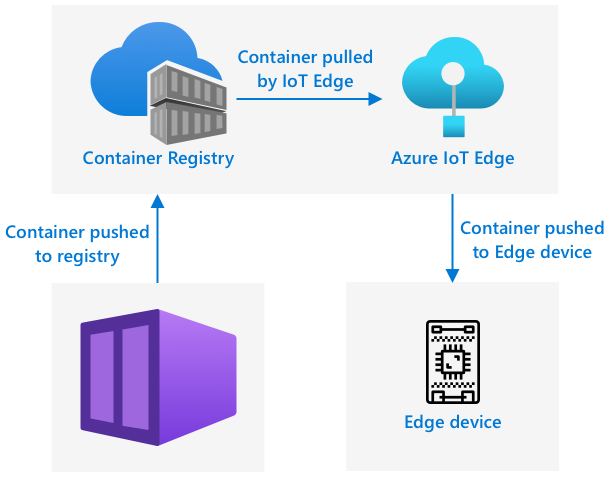 Container pulled
by IoT Edge
Container Registry
Azure IoT Edge
Container pushed
to registry
Container pushed
to Edge device
Edge device